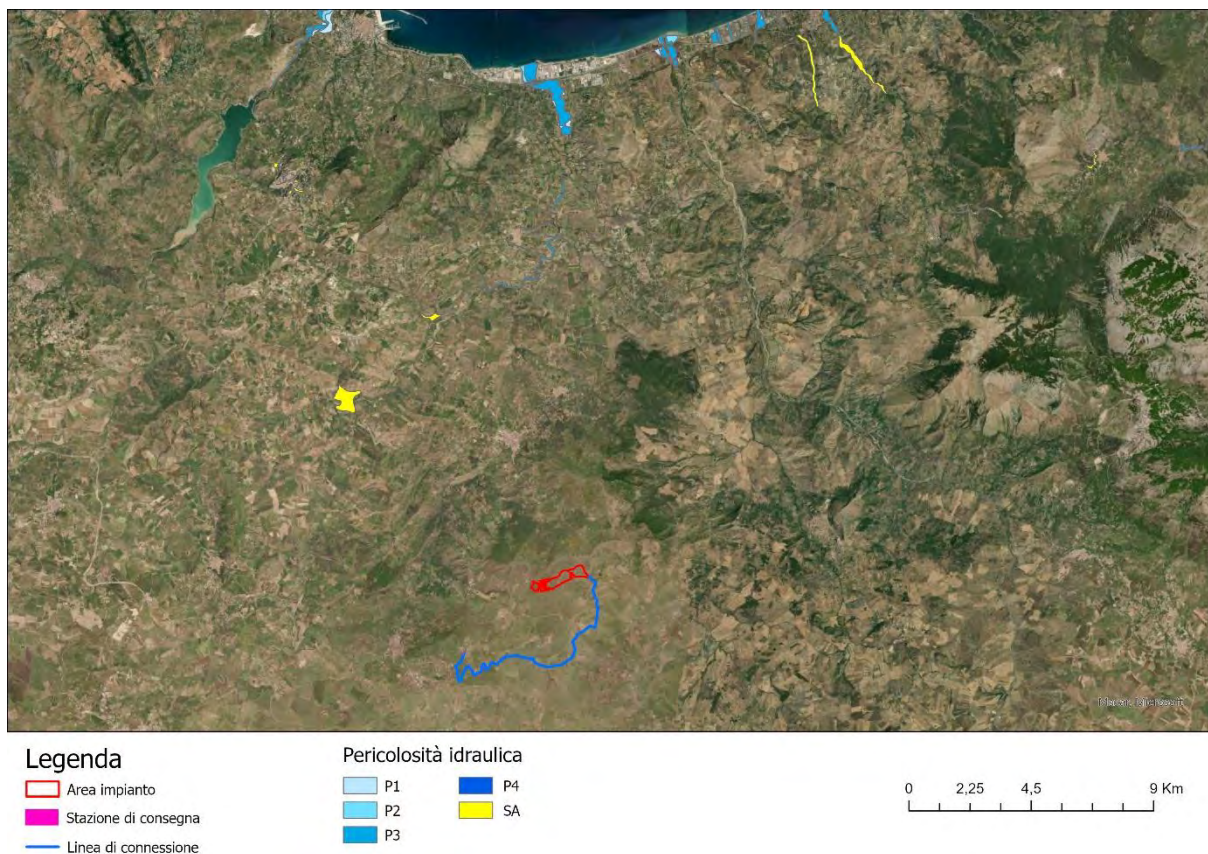 Legenda
Area impianto
Stazione di consegna
Linea di connessione
Pericolosità idraulica
P1
P2
P3
P4
SA
0 2,25 4,5 9 Km